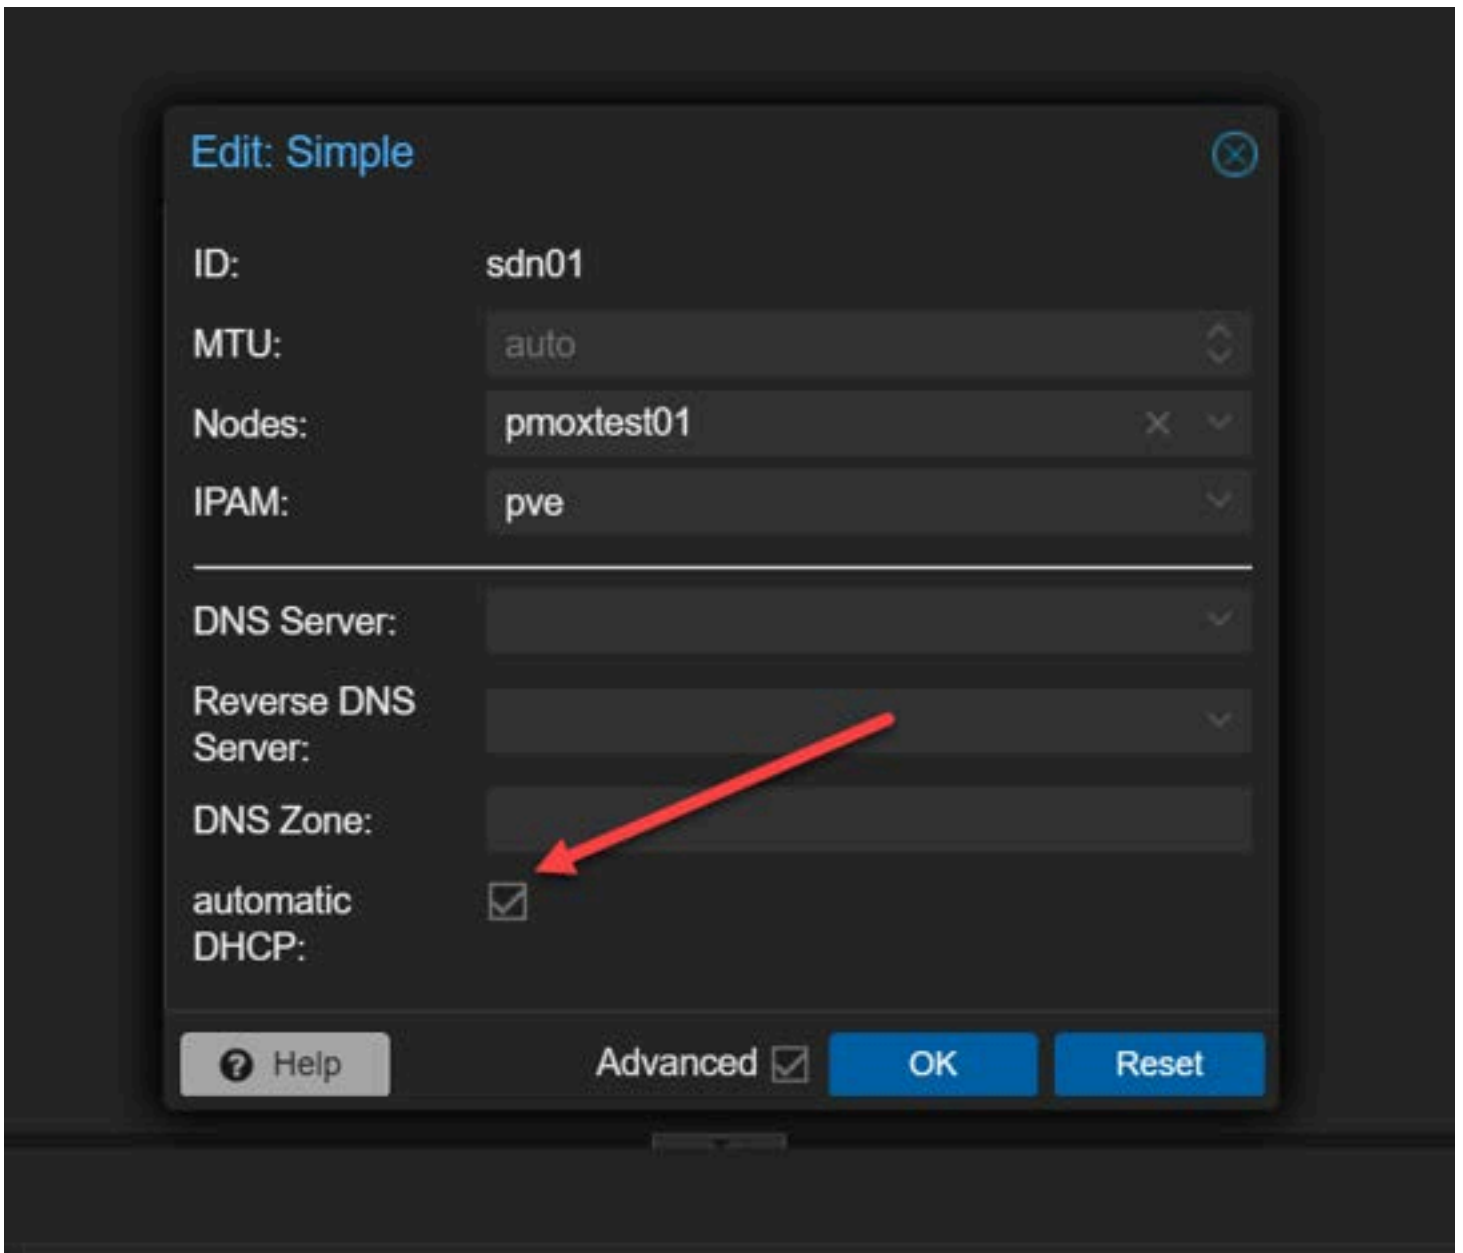 Edit: Simple
ID: sdn01
MTU: auto
Nodes: pmoxtest01
IPAM: pve
DNS Server:
Reverse DNS
Server:
DNS Zone:
automatic
DHCP:
Help Advanced OK Reset